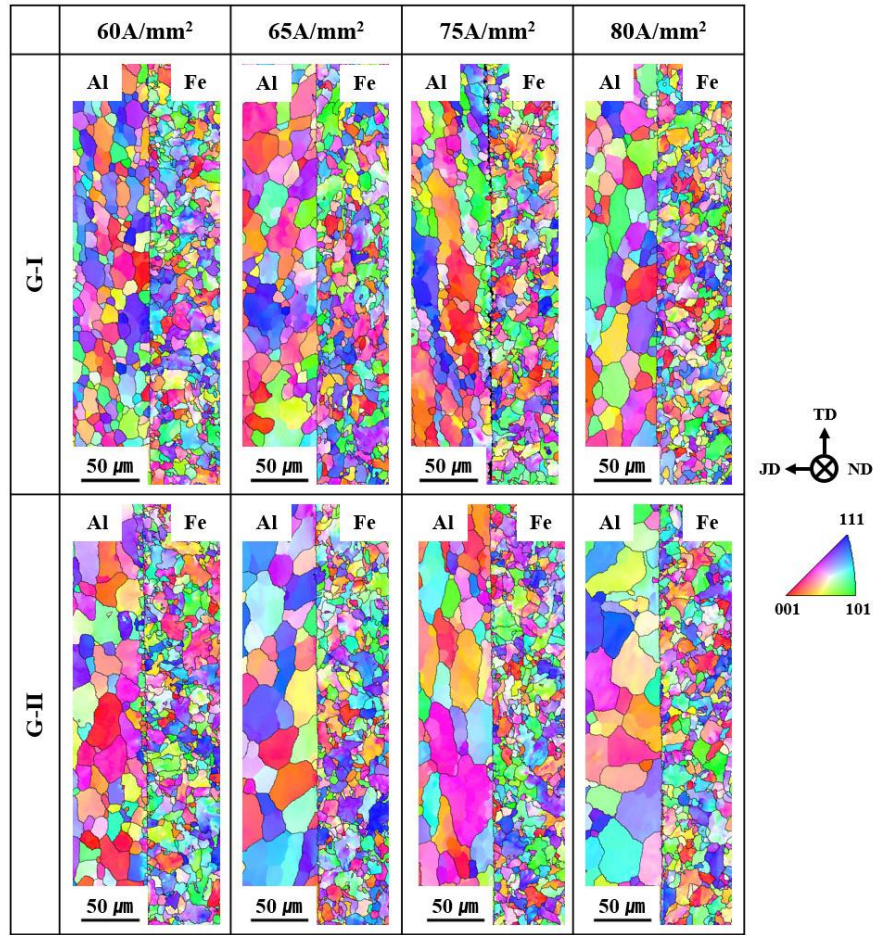 60A/mm² 65A/mm² 75A/mm² 80A/mm²
G-I
Al Fe Al Fe Al Fe Al Fe
50 μm 50 μm 50 μm 50 μm
G-II
Al Fe Al Fe Al Fe Al Fe
50 μm 50 μm 50 μm 50 μm
TD
JD ND
111
001 101